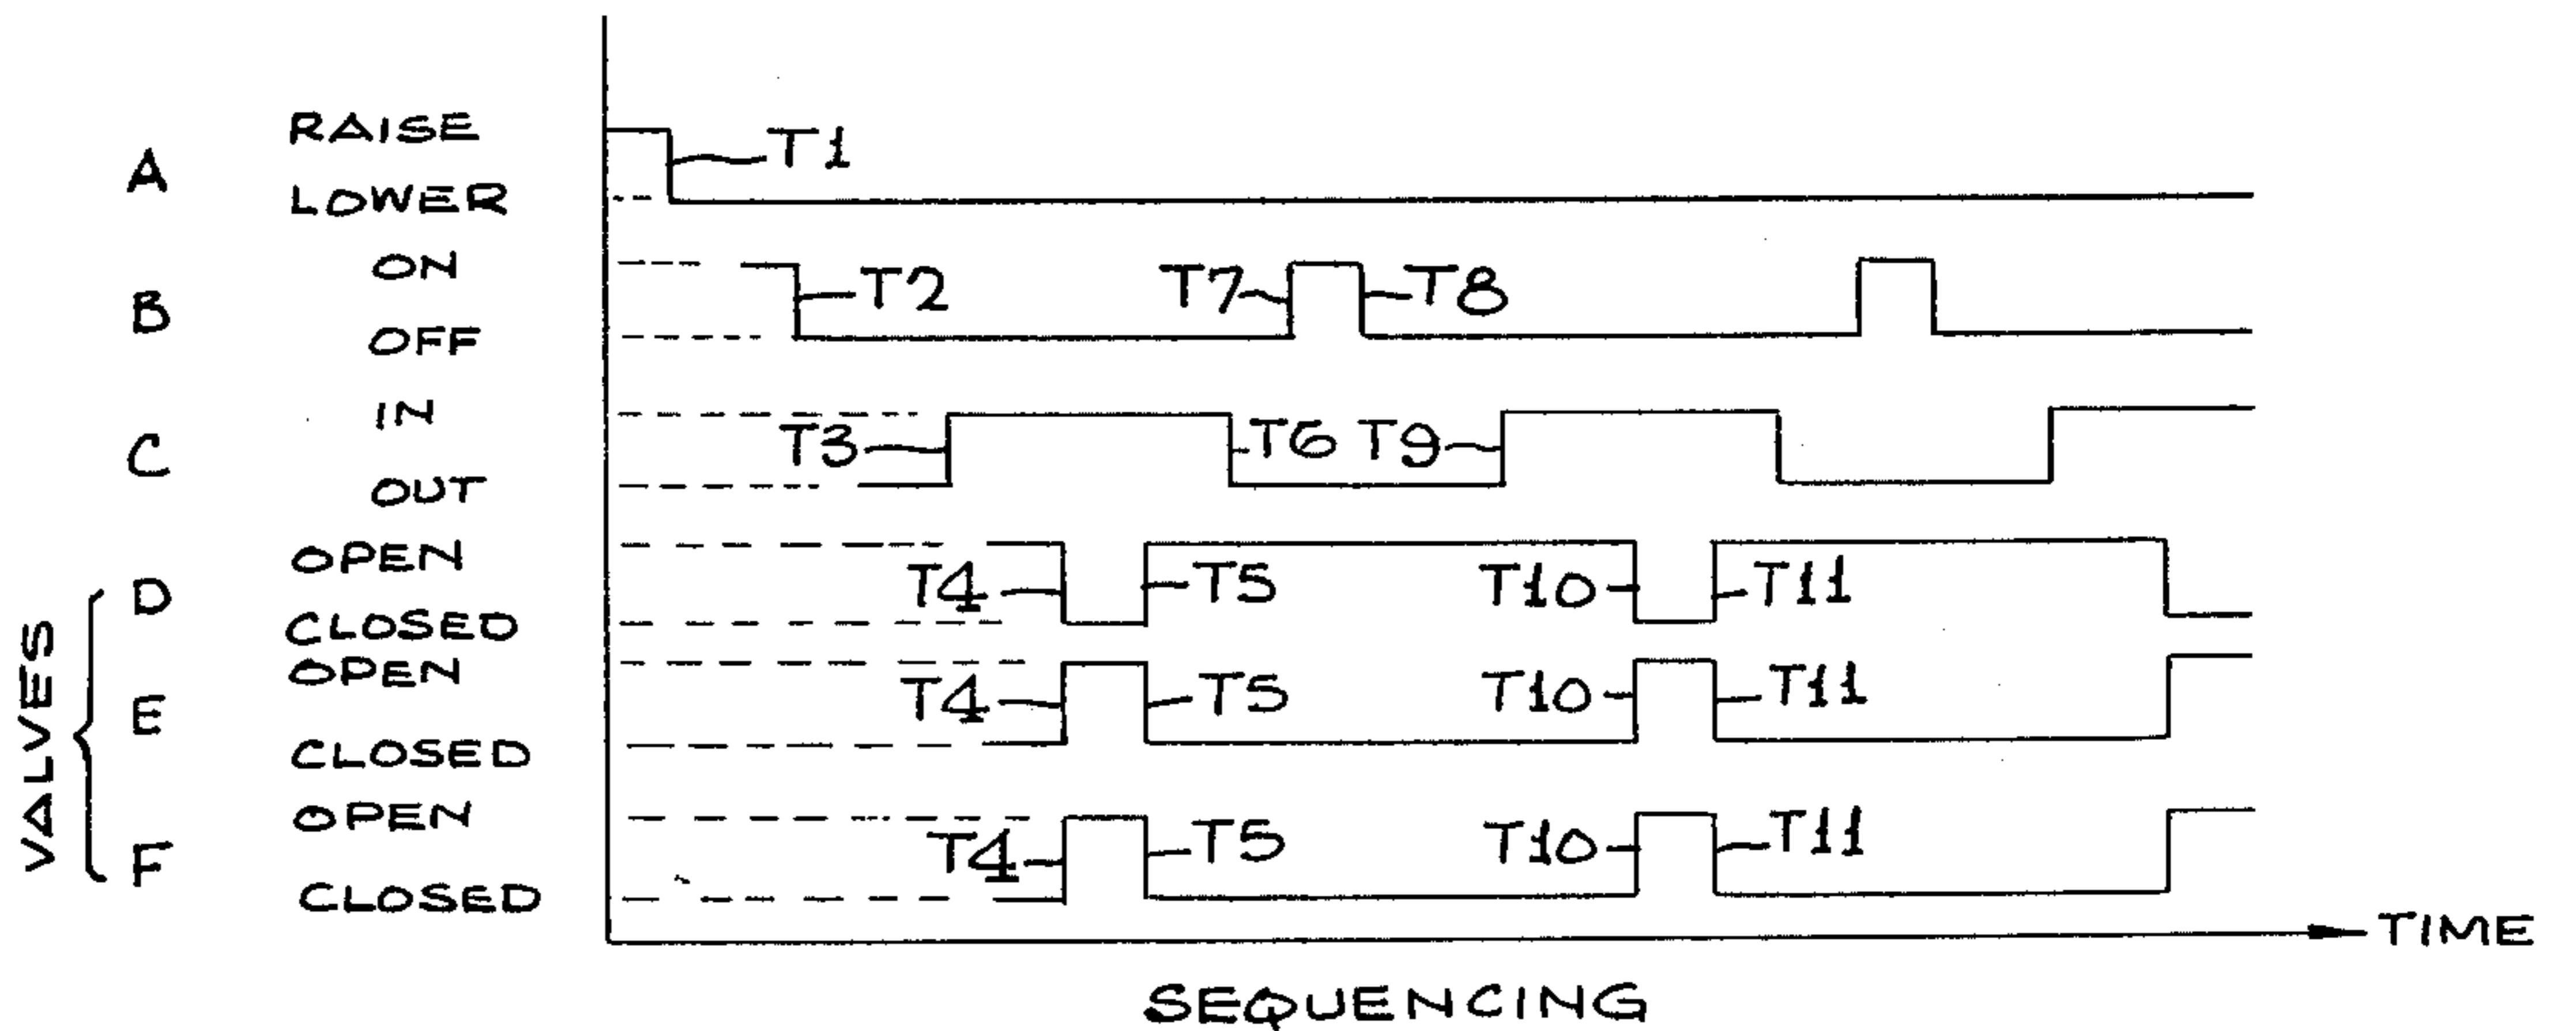 A
RAISE
LOWER
T1
B
ON
OFF
T2
T7
T8
C
IN
OUT
T3
T6
T9
VALVES
D
OPEN
CLOSED
T4
T5
T10
T11
E
OPEN
CLOSED
T4
T5
T10
T11
F
OPEN
CLOSED
T4
T5
T10
T11
TIME
SEQUENCING